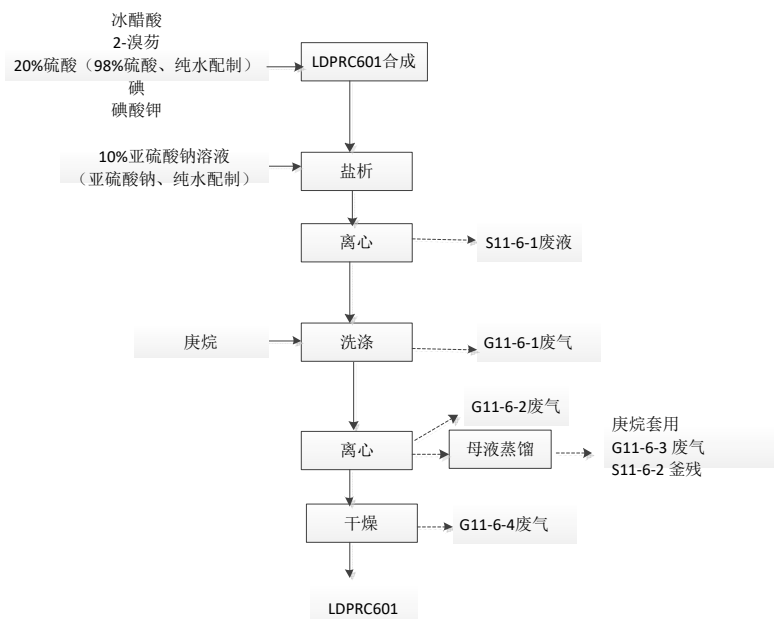 冰醋酸
2-溴芴
20%硫酸（98%硫酸、纯水配制）
碘
碘酸钾
LDPRC601合成
10%亚硫酸钠溶液
（亚硫酸钠、纯水配制）
盐析
离心
S11-6-1废液
庚烷
洗涤
G11-6-1废气
G11-6-2废气
离心
母液蒸馏
庚烷套用
G11-6-3 废气
S11-6-2 釜残
干燥
G11-6-4废气
LDPRC601